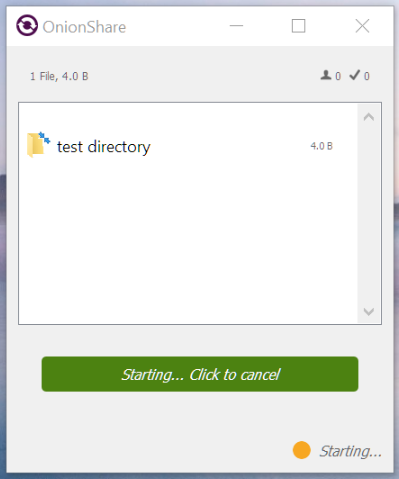 OnionShare
1 File, 4.0 B
0
0
test directory
4.0 B
Starting... Click to cancel
Starting...